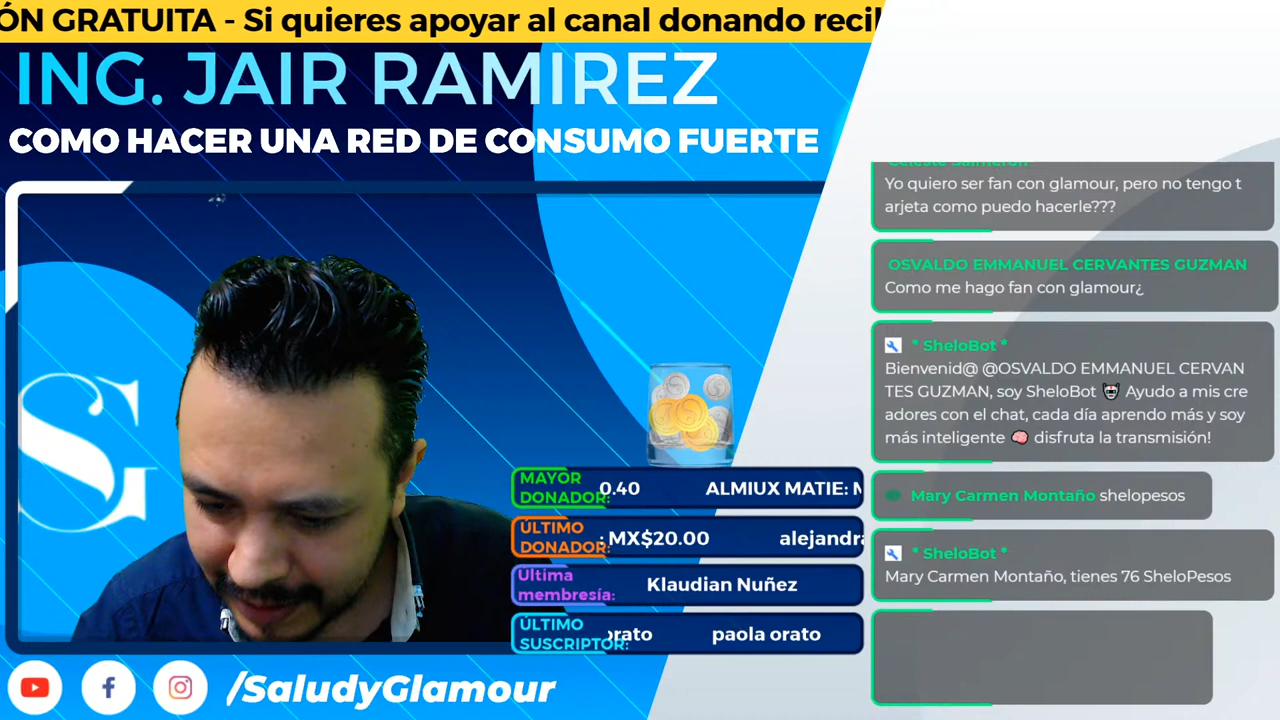 ÓN GRATUITA - Si quieres apoyar al canal donando recil
ING. JAIR RAMIREZ
COMO HACER UNA RED DE CONSUMO FUERTE
Yo quiero ser fan con glamour, pero no tengo t
arjeta como puedo hacerle???
OSVALDO EMMANUEL CERVANTES GUZMAN
Como me hago fan con glamour¿
* SheloBot *
Bienvenid@ @OSVALDO EMMANUEL CERVAN
TES GUZMAN, soy SheloBot Ayudo a mis cre
adores con el chat, cada día aprendo más y soy
más inteligente disfruta la transmisión!
Mary Carmen Montaño shelopesos
* SheloBot *
Mary Carmen Montaño, tienes 76 SheloPesos
SG
MAYOR
DONADOR: 0.40 ALMIUX MATIE:
ÚLTIMO
DONADOR: : MX$20.00 alejandra
Última
membresía: Klaudian Nuñez
ÚLTIMO
SUSCRIPTOR: orato paola orato
/SaludyGlamour